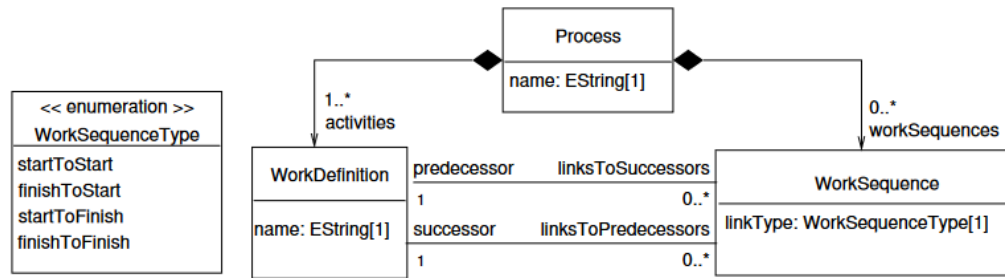 Process
name: EString[1]
<< enumeration >>
WorkSequenceType
startToStart
finishToStart
startToFinish
finishToFinish
1..*
activities
0..*
workSequences
WorkDefinition
name: EString[1]
predecessor
linksToSuccessors
1
0..*
successor
linksToPredecessors
1
0..*
WorkSequence
linkType: WorkSequenceType[1]